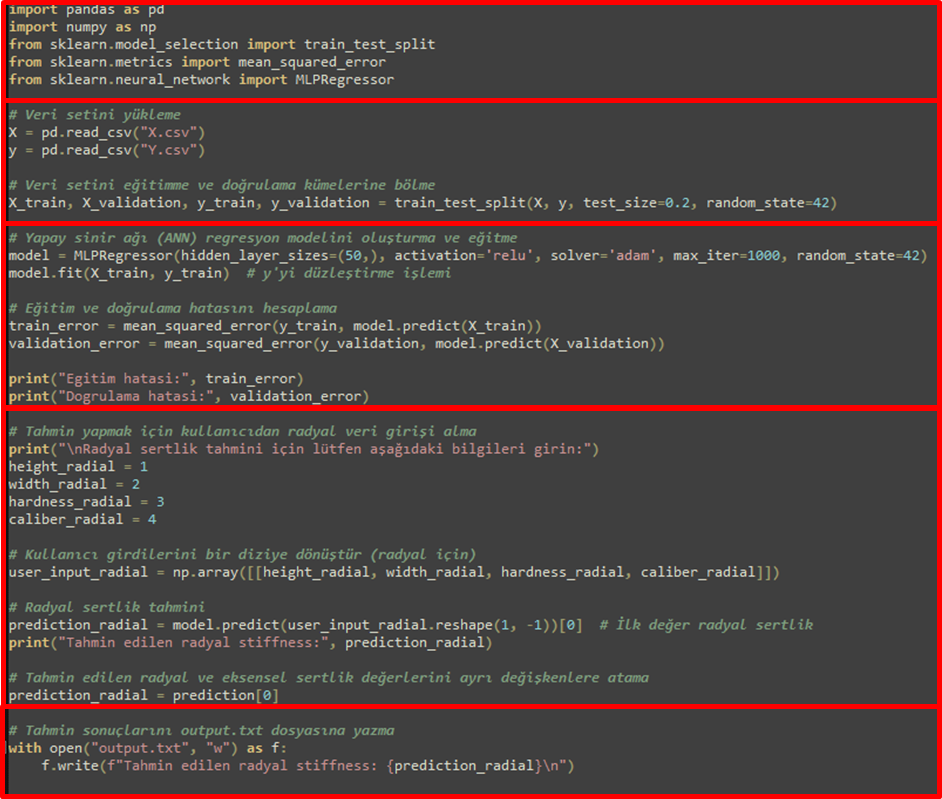 import pandas as pd
import numpy as np
from sklearn.model_selection import train_test_split
from sklearn.metrics import mean_squared_error
from sklearn.neural_network import MLPRegressor
# Veri setini yükleme
X = pd.read_csv("X.csv")
y = pd.read_csv("Y.csv")
# Veri setini eğitimme ve doğrulama kümelerine bölme
X_train, X_validation, y_train, y_validation = train_test_split(X, y, test_size=0.2, random_state=42)
# Yapay sinir ağı (ANN) regresyon modelini oluşturma ve eğitme
model = MLPRegressor(hidden_layer_sizes=(50,), activation='relu', solver='adam', max_iter=1000, random_state=42)
model.fit(X_train, y_train)  # y'yi düzleştirme işlemi
# Eğitim ve doğrulama hatasını hesaplama
train_error = mean_squared_error(y_train, model.predict(X_train))
validation_error = mean_squared_error(y_validation, model.predict(X_validation))
print("Egitim hatasi:", train_error)
print("Dogrulama hatasi:", validation_error)
# Tahmin yapmak için kullanıcıdan radyal veri girişi alma
print("\nRadyal sertlik tahmini için lütfen aşağıdaki bilgileri girin:")
height_radial = 1
width_radial = 2
hardness_radial = 3
caliber_radial = 4
# Kullanıcı girdilerini bir diziye dönüştür (radyal için)
user_input_radial = np.array([[height_radial, width_radial, hardness_radial, caliber_radial]])
# Radyal sertlik tahmini
prediction_radial = model.predict(user_input_radial.reshape(1, -1))[0]  # İlk değer radyal sertlik
print("Tahmin edilen radyal stiffness:", prediction_radial)
# Tahmin edilen radyal ve eksensel sertlik değerlerini ayrı değişkenlere atama
prediction_radial = prediction[0]
# Tahmin sonuçlarını output.txt dosyasına yazma
with open("output.txt", "w") as f:
    f.write(f"Tahmin edilen radyal stiffness: {prediction_radial}\n")